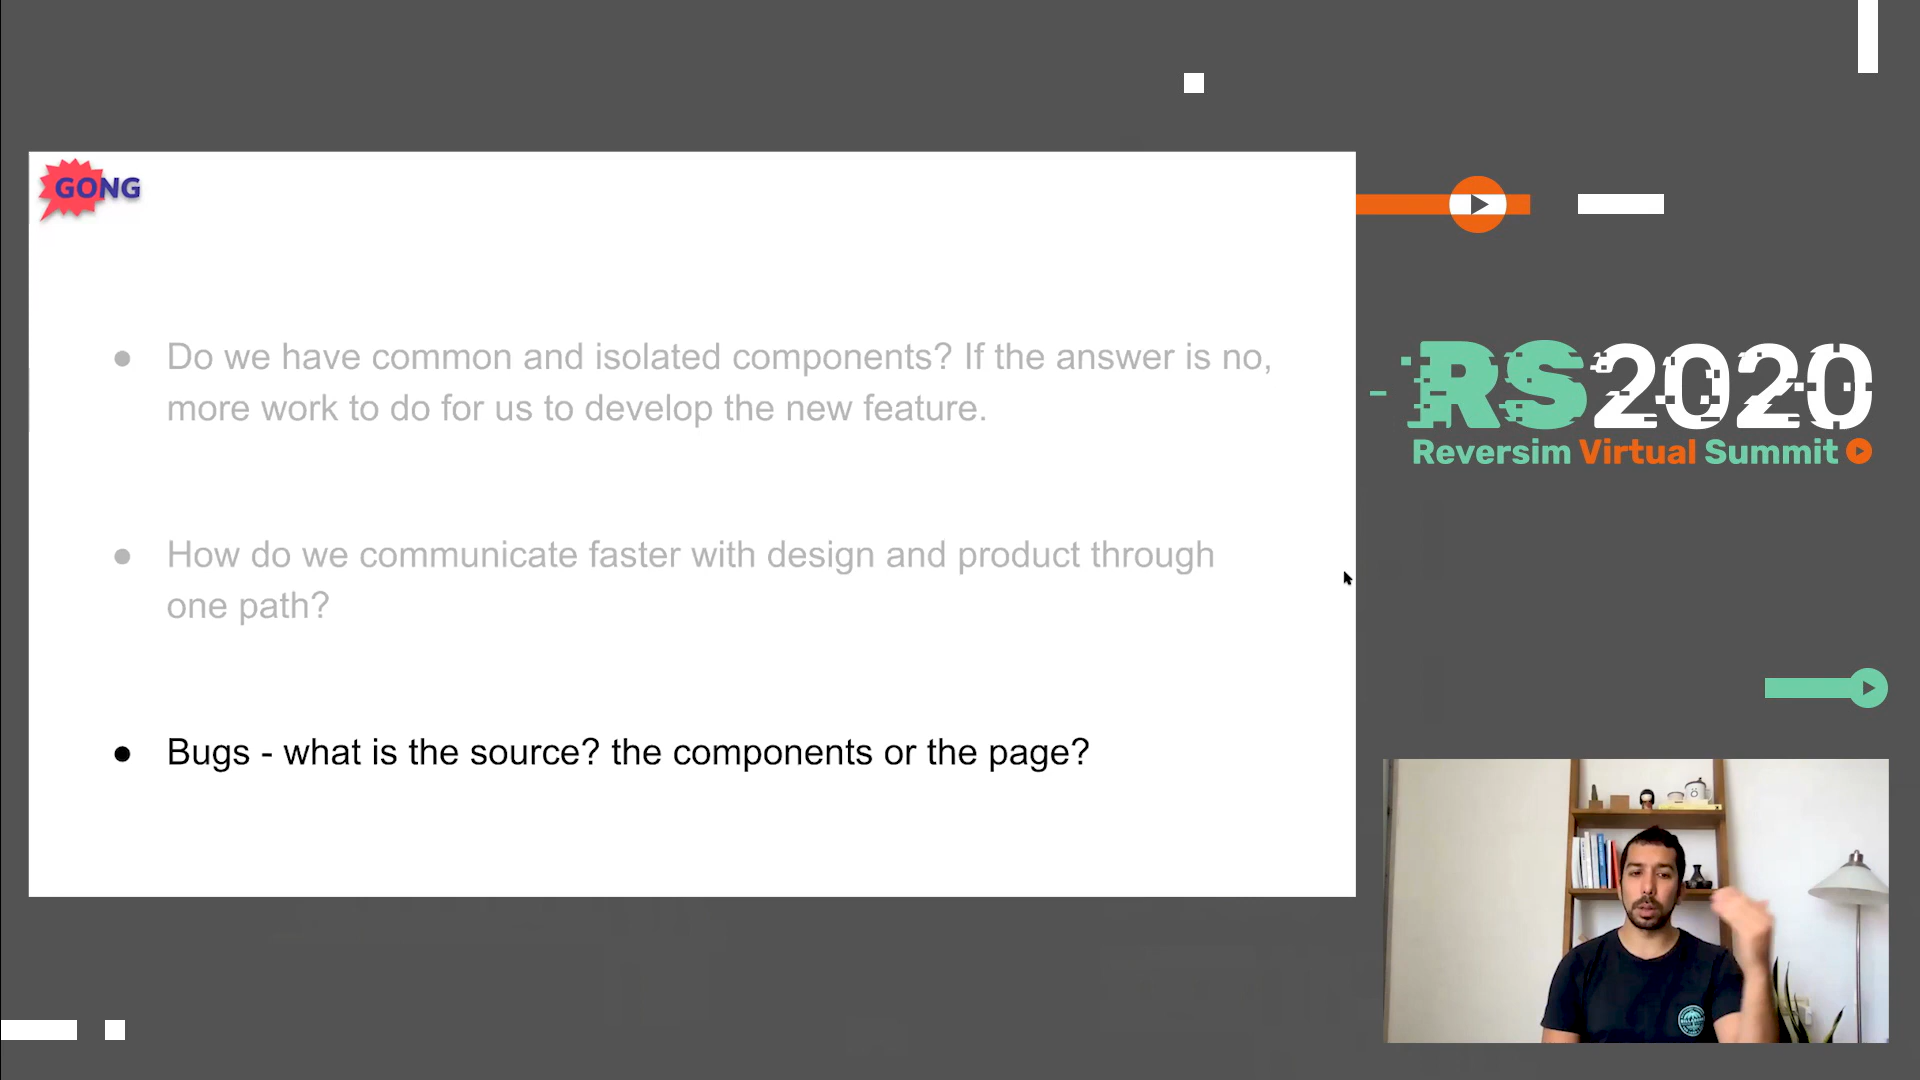 GONG
● Do we have common and isolated components? If the answer is no,
more work to do for us to develop the new feature.
● How do we communicate faster with design and product through
one path?
● Bugs - what is the source? the components or the page?
RS2020
Reversim Virtual Summit